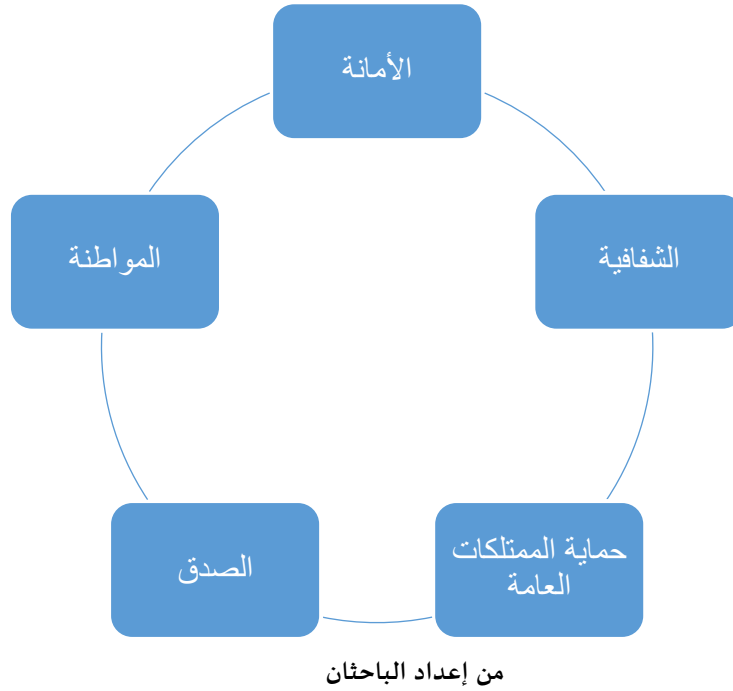 الأمانة
الشفافية
حماية الممتلكات
العامة
الصدق
المواطنة
من إعداد الباحثان